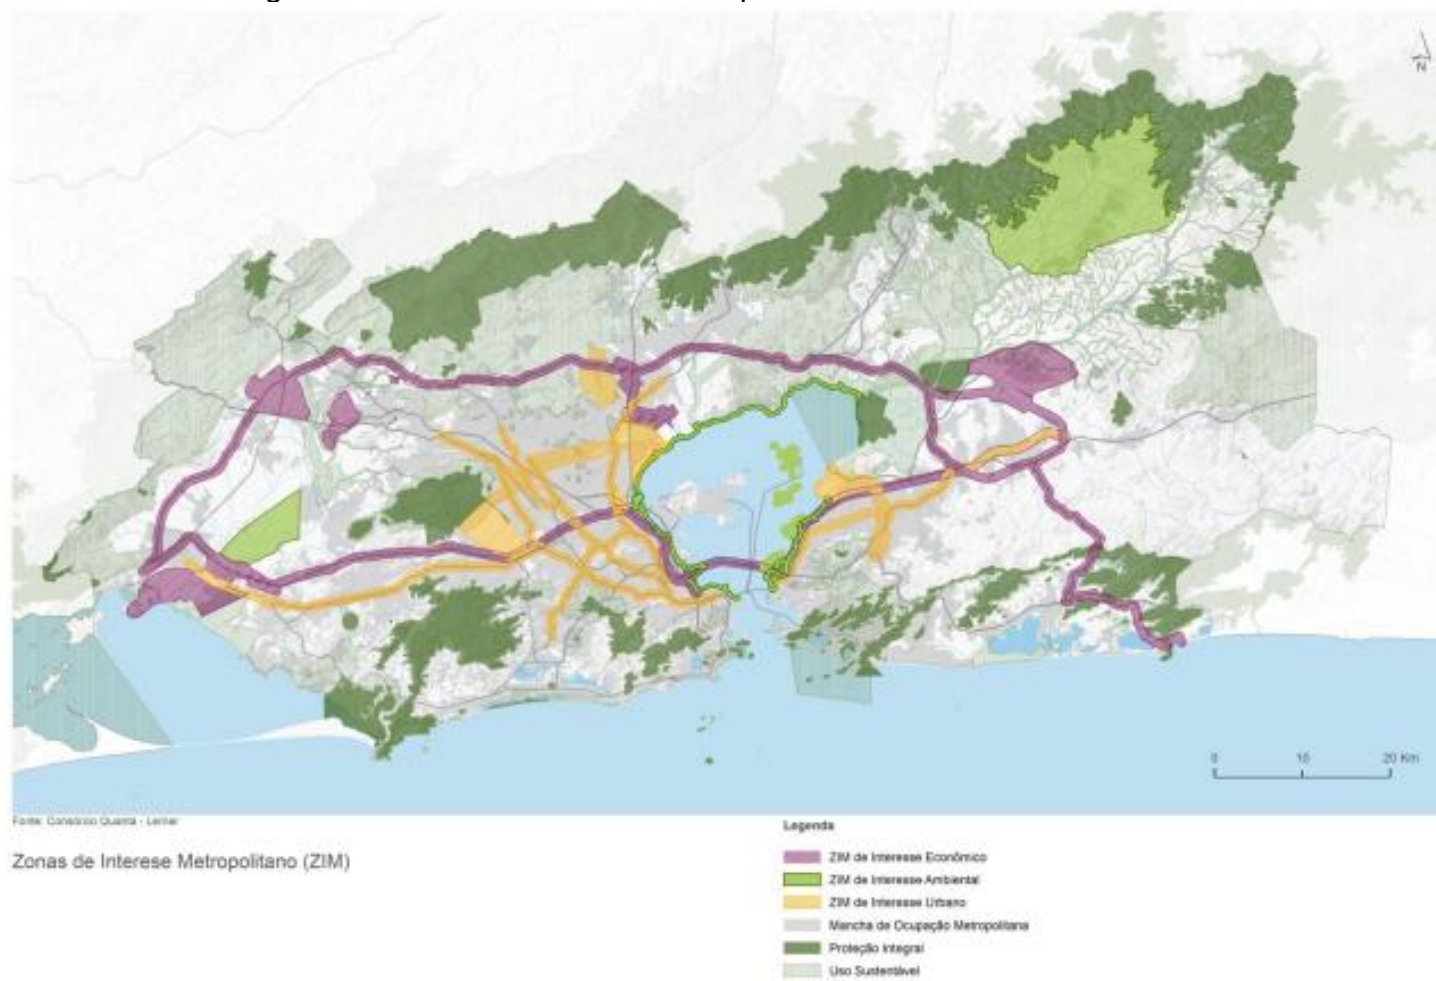 N
0 10 20 Km
Fonte: Consórcio Quanta - Lerner
Legenda
Zonas de Interese Metropolitano (ZIM)
ZIM de Interesse Econômico
ZIM de Interesse Ambiental
ZIM de Interesse Urbano
Mancha de Ocupação Metropolitana
Proteção Integral
Uso Sustentável